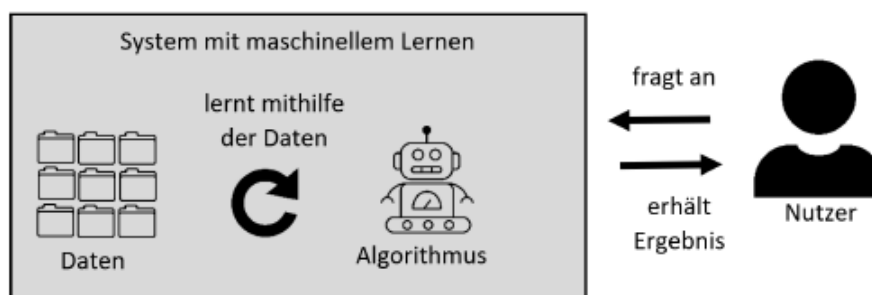 System mit maschinellem Lernen
lernt mithilfe
der Daten
Daten
Algorithmus
fragt an
erhält
Ergebnis
Nutzer